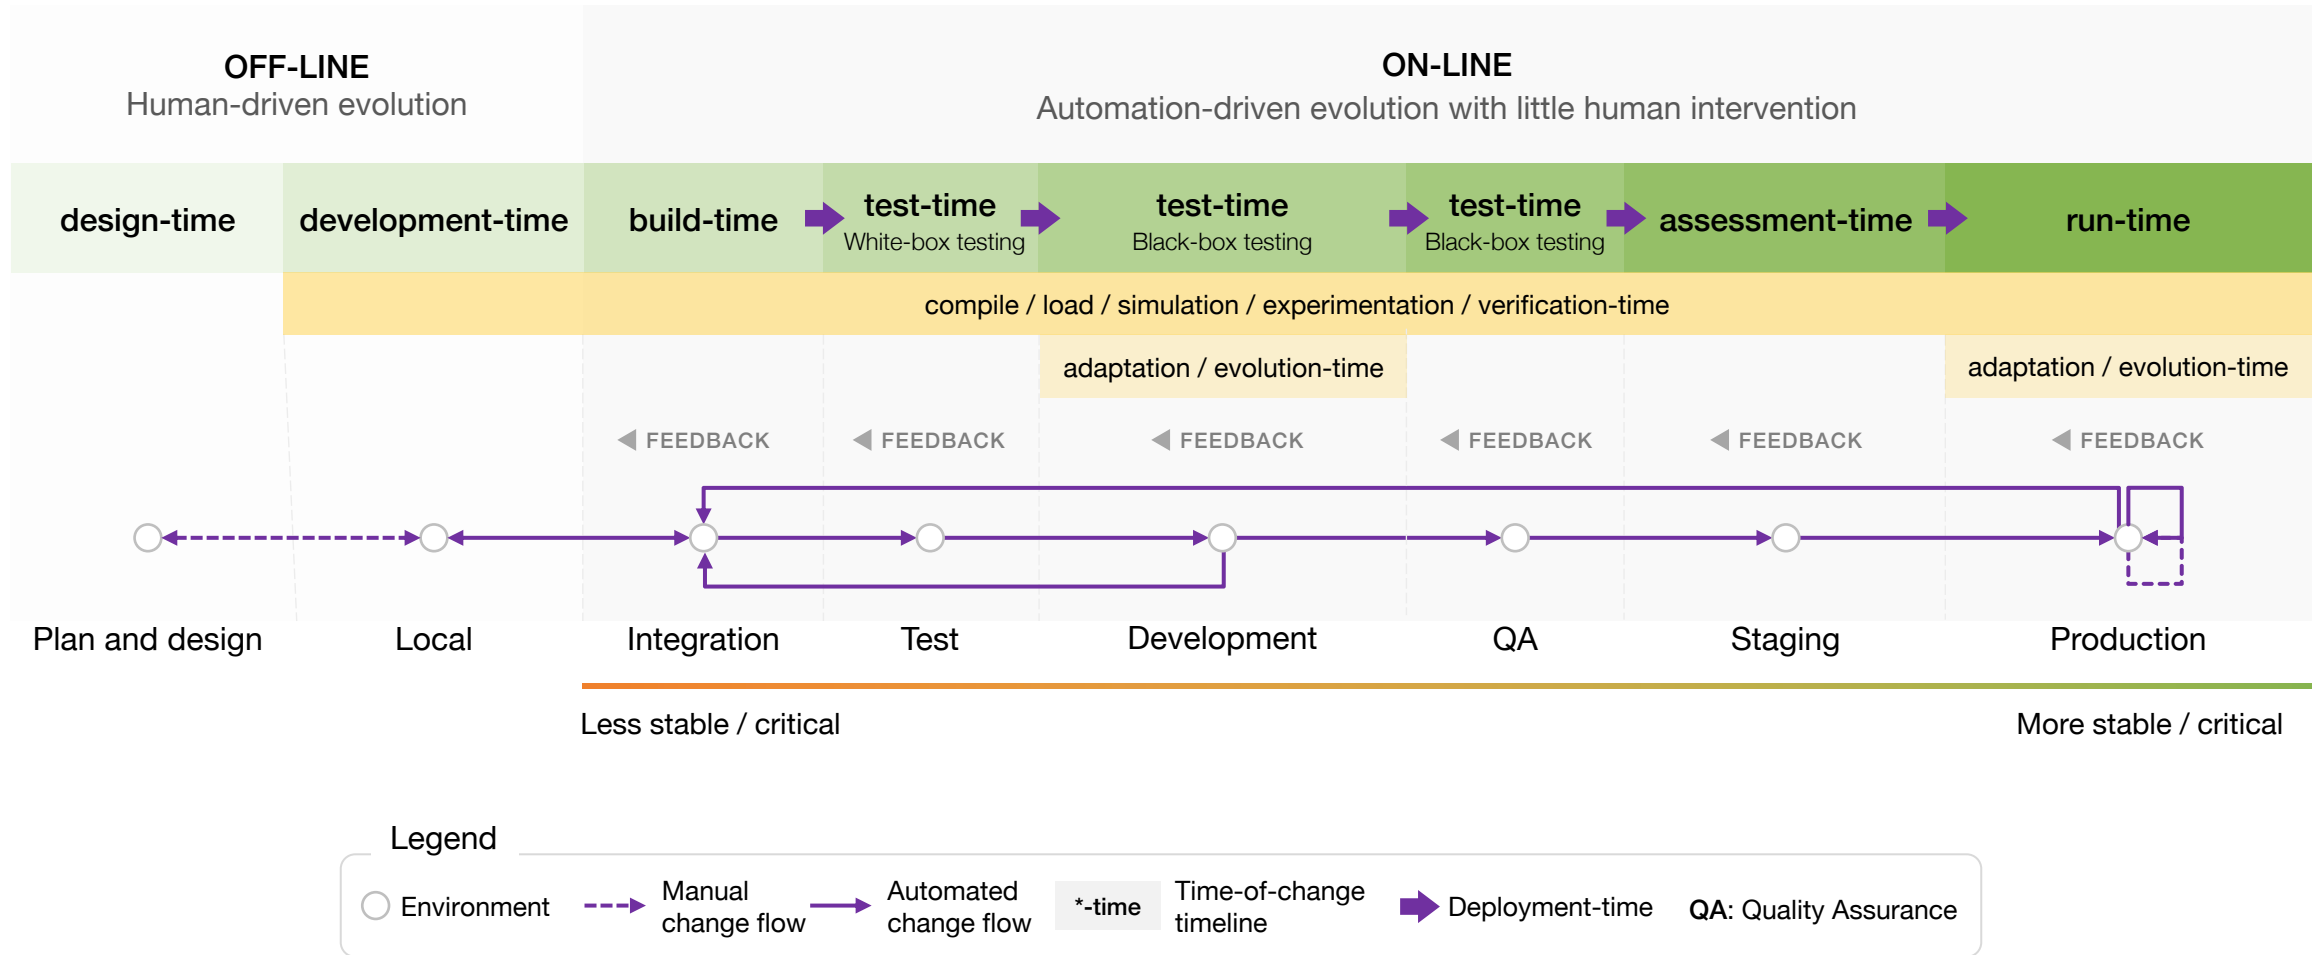 OFF-LINE
Human-driven evolution
ON-LINE
Automation-driven evolution with little human intervention
design-time
development-time
build-time
test-time
White-box testing
test-time
Black-box testing
test-time
Black-box testing
assessment-time
run-time
compile / load / simulation / experimentation / verification-time
adaptation / evolution-time
adaptation / evolution-time
FEEDBACK
FEEDBACK
FEEDBACK
FEEDBACK
FEEDBACK
FEEDBACK
Plan and design
Local
Integration
Test
Development
QA
Staging
Production
Less stable / critical
More stable / critical
Legend
Environment
Manual
change flow
Automated
change flow
*-time
Time-of-change
timeline
Deployment-time
QA: Quality Assurance